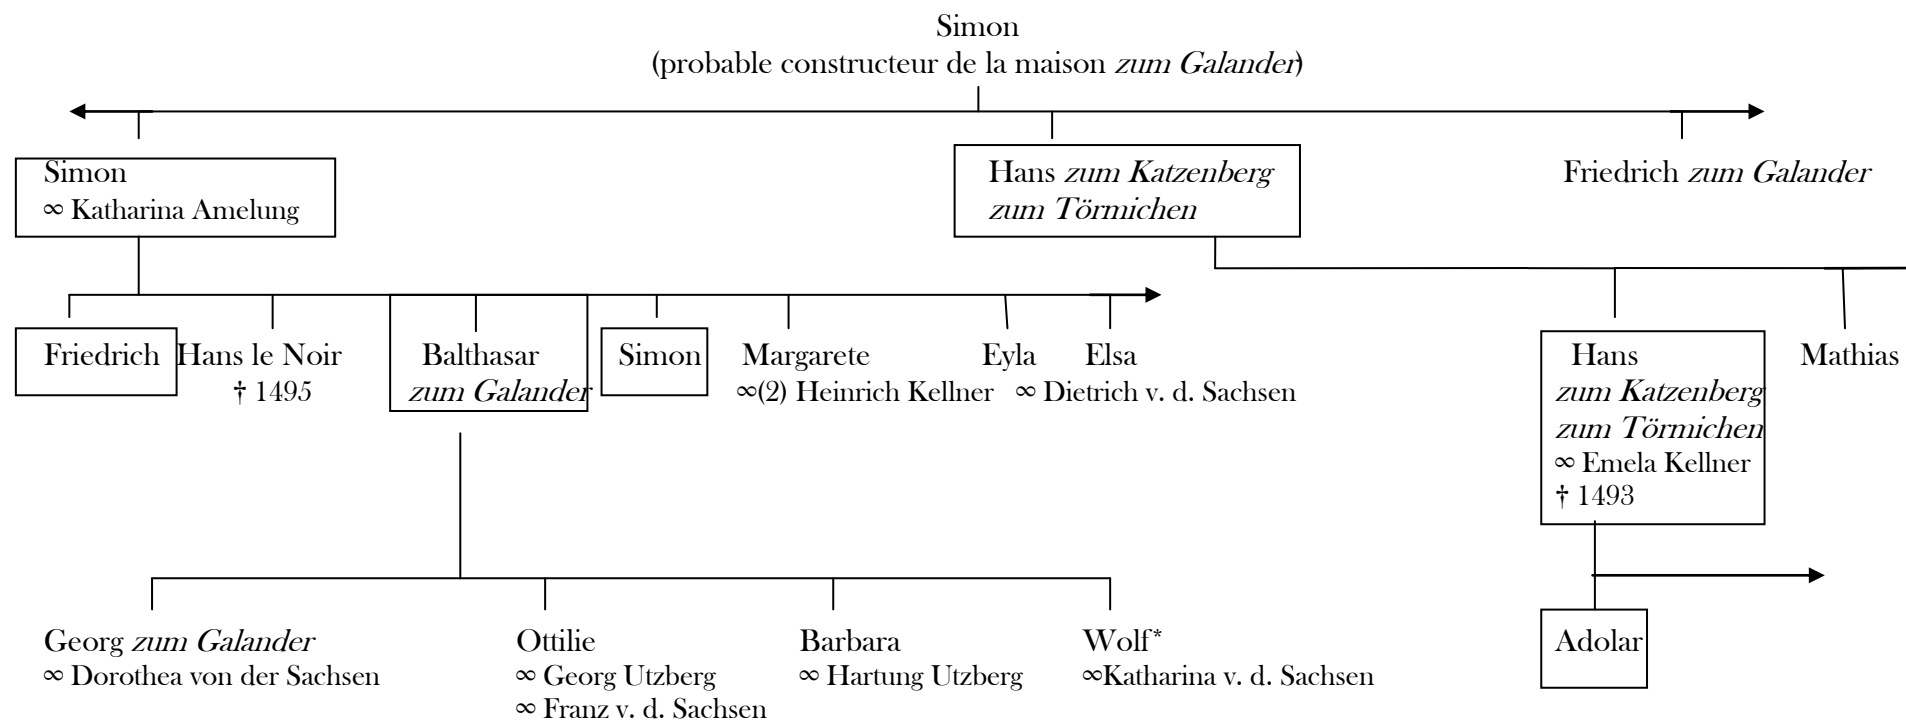 Simon
(probable constructeur de la maison zum Galander)
Simon
∞ Katharina Amelung
Hans zum Katzenberg
zum Törmichen
Friedrich zum Galander
Friedrich
Hans le Noir
† 1495
Balthasar
zum Galander
Simon
Margarete
∞(2) Heinrich Kellner
Eyla
Elsa
∞ Dietrich v. d. Sachsen
Hans
zum Katzenberg
zum Törmichen
∞ Emela Kellner
† 1493
Mathias
Georg zum Galander
∞ Dorothea von der Sachsen
Ottilie
∞ Georg Utzberg
∞ Franz v. d. Sachsen
Barbara
∞ Hartung Utzberg
Wolf*
∞Katharina v. d. Sachsen
Adolar